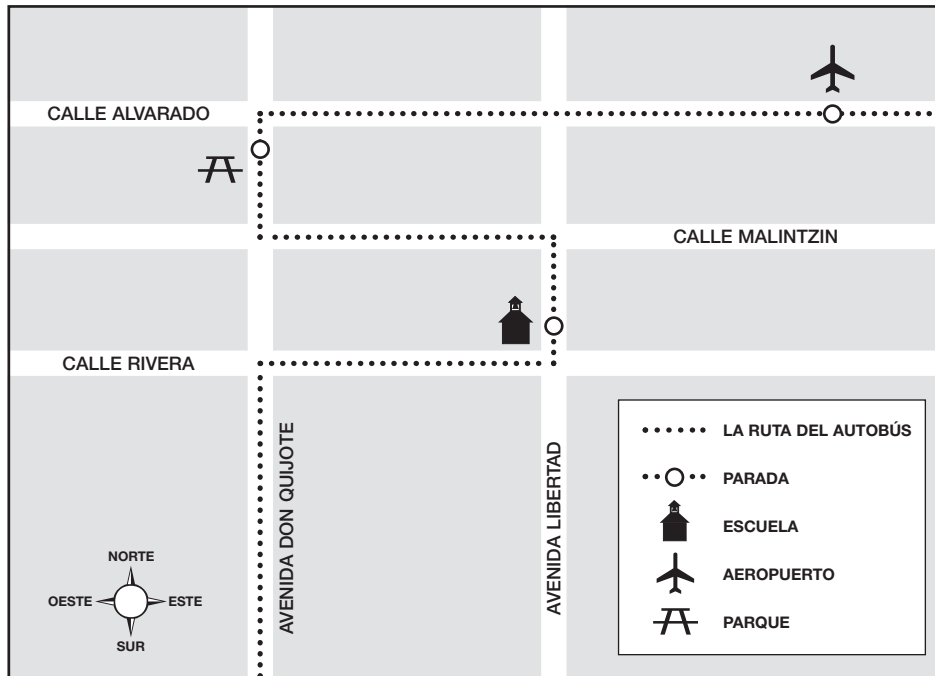 CALLE ALVARADO
CALLE MALINTZIN
CALLE RIVERA
AVENIDA DON QUIJOTE
AVENIDA LIBERTAD
LA RUTA DEL AUTOBÚS
PARADA
ESCUELA
AEROPUERTO
PARQUE
NORTE
OESTE
ESTE
SUR